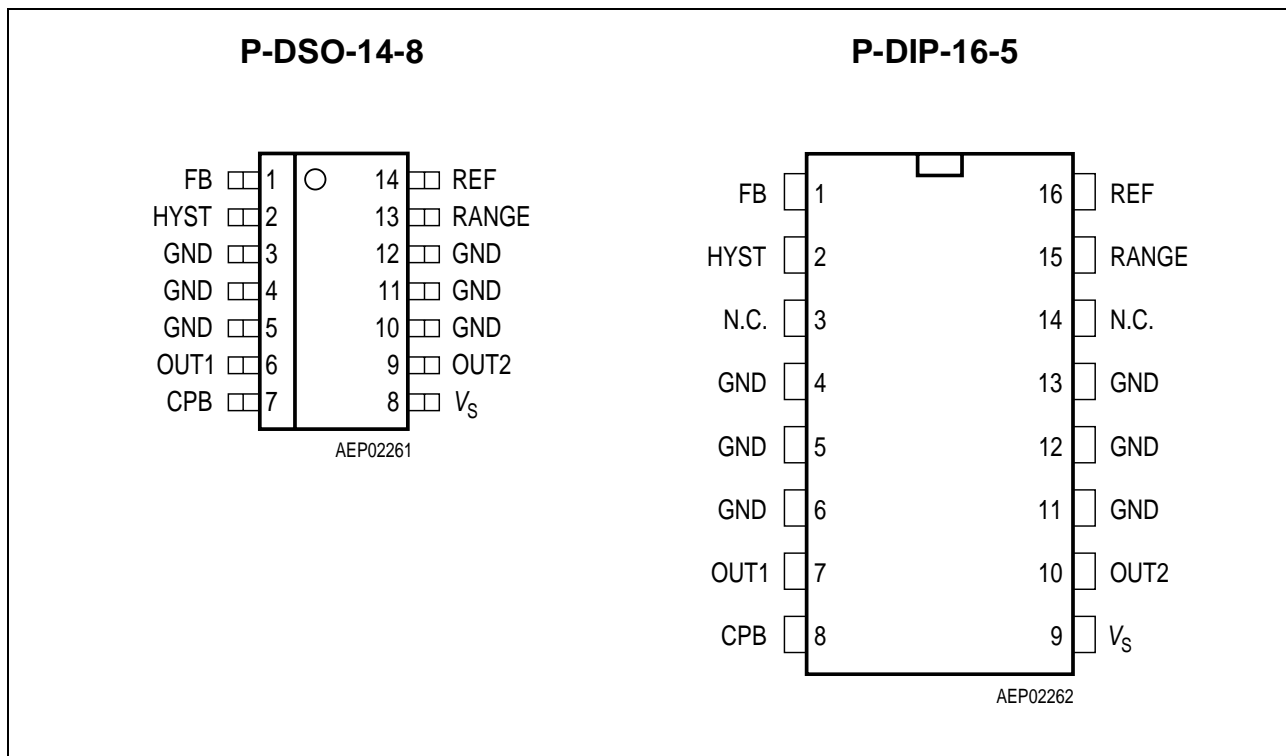 P-DSO-14-8
FB 1 14 REF
HYST 2 13 RANGE
GND 3 12 GND
GND 4 11 GND
GND 5 10 GND
OUT1 6 9 OUT2
CPB 7 8 VS
AEP02261
P-DIP-16-5
FB 1 16 REF
HYST 2 15 RANGE
N.C. 3 14 N.C.
GND 4 13 GND
GND 5 12 GND
GND 6 11 GND
OUT1 7 10 OUT2
CPB 8 9 VS
AEP02262